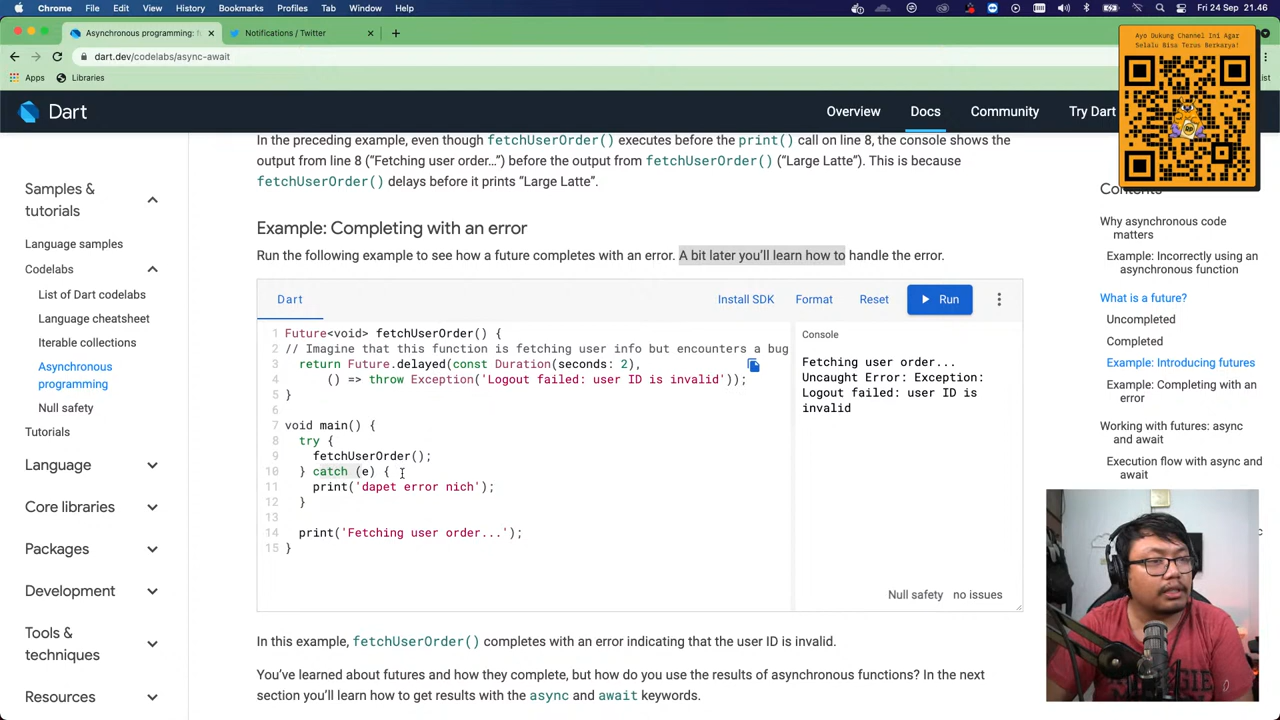 Chrome File Edit View History Bookmarks Profiles Tab Window Help
Fri 24 Sep 21.46
Asynchronous programming: f
Notifications / Twitter
dart.dev/codelabs/async-await
Apps
Libraries
Ayo Dukung Channel Ini Agar
Selalu Bisa Terus Berkarya!
Dart
Overview
Docs
Community
Try Dart
Samples &
tutorials
Language samples
Codelabs
List of Dart codelabs
Language cheatsheet
Iterable collections
Asynchronous
programming
Null safety
Tutorials
Language
Core libraries
Packages
Development
Tools &
techniques
Resources
In the preceding example, even though fetchUserOrder() executes before the print() call on line 8, the console shows the
output from line 8 (“Fetching user order…”) before the output from fetchUserOrder() (“Large Latte”). This is because
fetchUserOrder() delays before it prints “Large Latte”.
Example: Completing with an error
Run the following example to see how a future completes with an error. A bit later you’ll learn how to handle the error.
Dart
Install SDK
Format
Reset
Run
1 Future<void> fetchUserOrder() {
2 // Imagine that this function is fetching user info but encounters a bug
3 return Future.delayed(const Duration(seconds: 2),
4 () => throw Exception('Logout failed: user ID is invalid'));
5 }
6
7 void main() {
8 try {
9 fetchUserOrder();
10 } catch (e) {
11 print('dapet error nich');
12 }
13
14 print('Fetching user order...');
15 }
Console
Fetching user order...
Uncaught Error: Exception:
Logout failed: user ID is
invalid
Null safety
no issues
In this example, fetchUserOrder() completes with an error indicating that the user ID is invalid.
You’ve learned about futures and how they complete, but how do you use the results of asynchronous functions? In the next
section you’ll learn how to get results with the async and await keywords.
Contents
Why asynchronous code
matters
Example: Incorrectly using an
asynchronous function
What is a future?
Uncompleted
Completed
Example: Introducing futures
Example: Completing with an
error
Working with futures: async
and await
Execution flow with async and
await